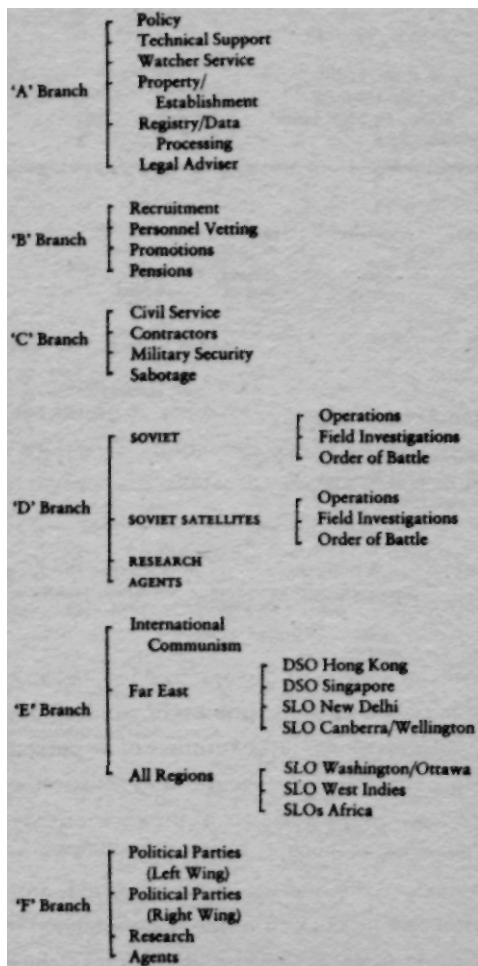 Policy
Technical Support
Watcher Service
'A' Branch
Property/
Establishment
Registry/Data
Processing
Legal Adviser
Recruitment
'B' Branch
Personnel Vetting
Promotions
Pensions
Civil Service
'C' Branch
Contractors
Military Security
Sabotage
'D' Branch
SOVIET
Operations
Field Investigations
Order of Battle
SOVIET SATELLITES
Operations
Field Investigations
Order of Battle
RESEARCH
AGENTS
'E' Branch
International
Communism
Far East
DSO Hong Kong
DSO Singapore
SLO New Delhi
SLO Canberra/Wellington
All Regions
SLO Washington/Ottawa
SLO West Indies
SLOs Africa
'F' Branch
Political Parties
(Left Wing)
Political Parties
(Right Wing)
Research
Agents